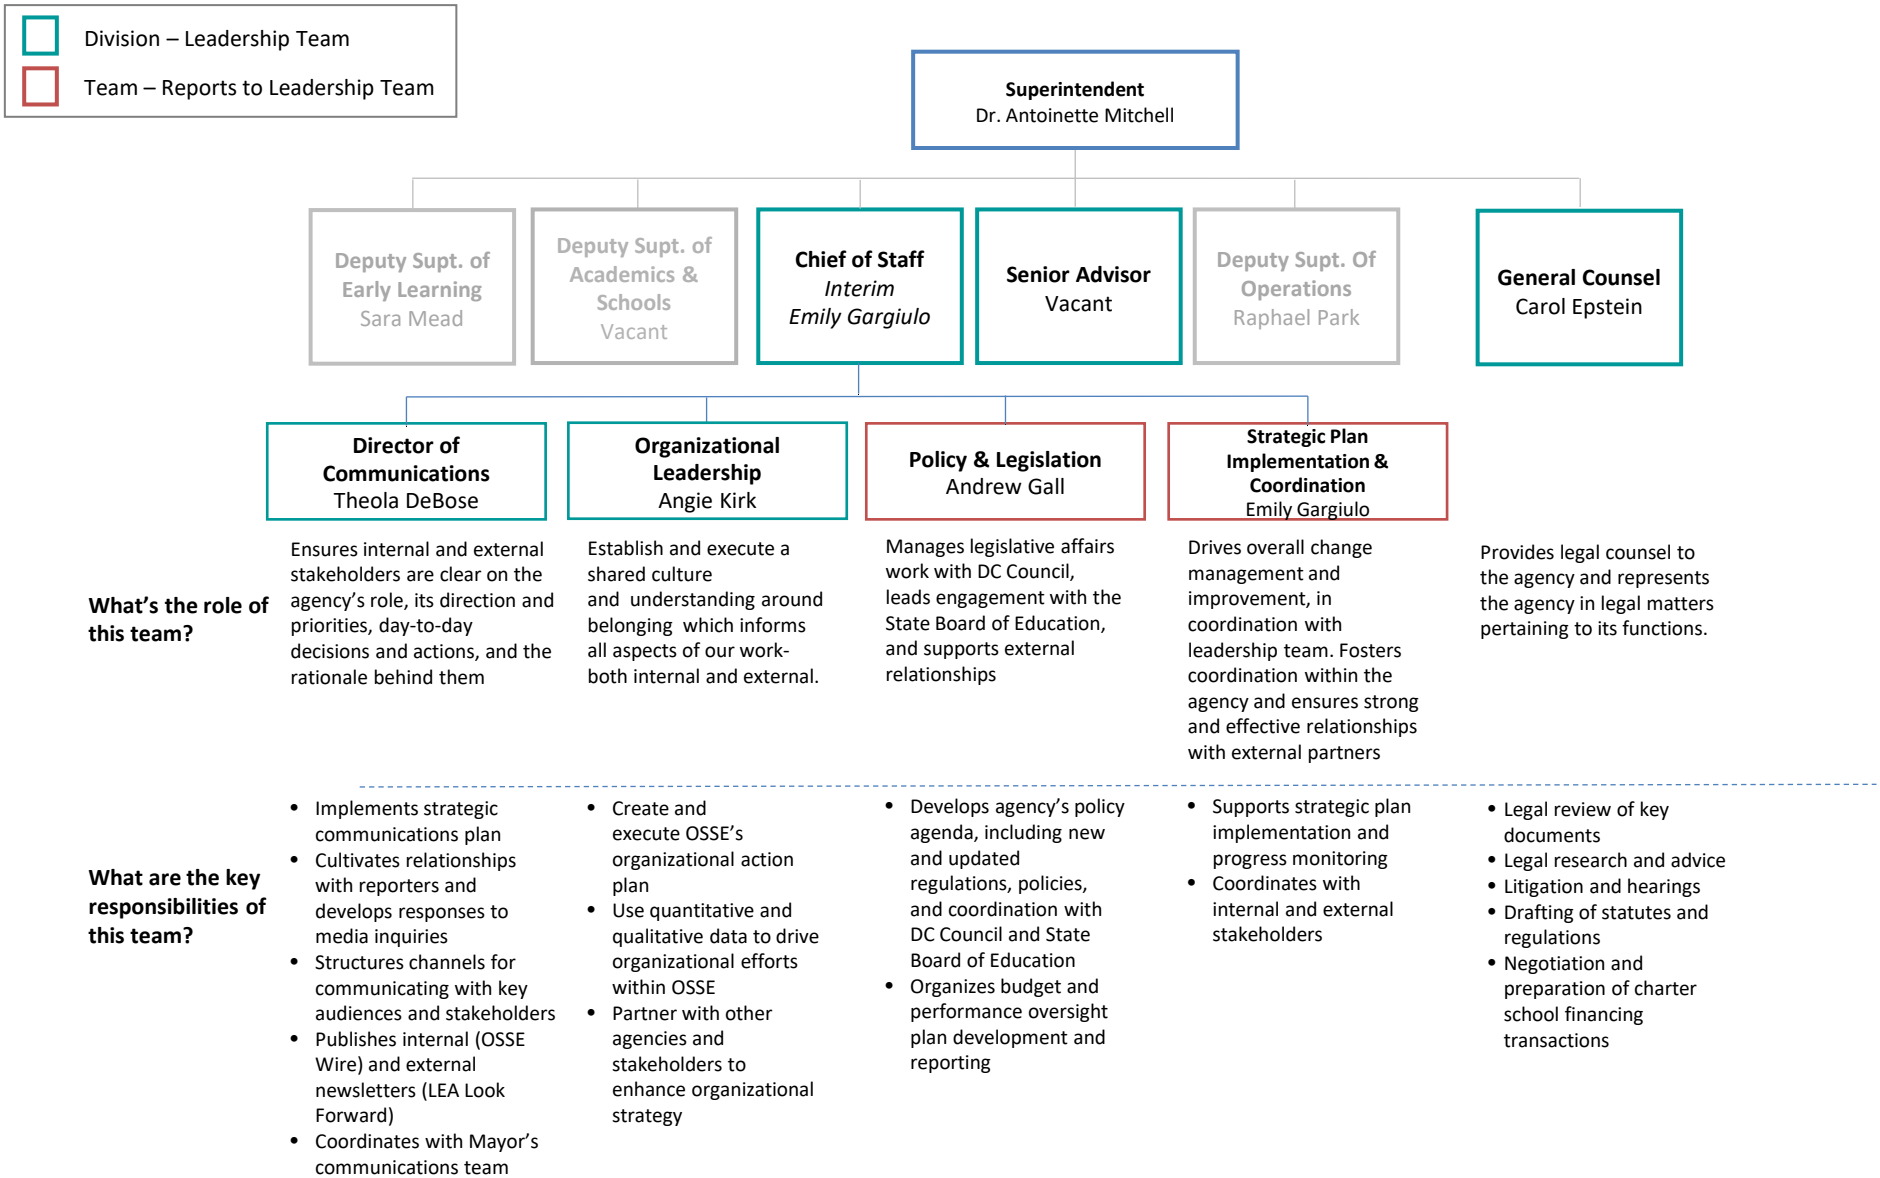 Division – Leadership Team
Team – Reports to Leadership Team
Superintendent
Dr. Antoinette Mitchell
Deputy Supt. of
Early Learning
Sara Mead
Deputy Supt. of
Academics &
Schools
Vacant
Chief of Staff
Interim
Emily Gargiulo
Senior Advisor
Vacant
Deputy Supt. Of
Operations
Raphael Park
General Counsel
Carol Epstein
Director of
Communications
Theola DeBose
Organizational
Leadership
Angie Kirk
Policy & Legislation
Andrew Gall
Strategic Plan
Implementation &
Coordination
Emily Gargiulo
What's the role of
this team?
Ensures internal and external
stakeholders are clear on the
agency's role, its direction and
priorities, day-to-day
decisions and actions, and the
rationale behind them
Establish and execute a
shared culture
and understanding around
belonging which informs
all aspects of our work-
both internal and external.
Manages legislative affairs
work with DC Council,
leads engagement with the
State Board of Education,
and supports external
relationships
Drives overall change
management and
improvement, in
coordination with
leadership team. Fosters
coordination within the
agency and ensures strong
and effective relationships
with external partners
Provides legal counsel to
the agency and represents
the agency in legal matters
pertaining to its functions.
What are the key
responsibilities of
this team?
• Implements strategic
communications plan
• Cultivates relationships
with reporters and
develops responses to
media inquiries
• Structures channels for
communicating with key
audiences and stakeholders
• Publishes internal (OSSE
Wire) and external
newsletters (LEA Look
Forward)
• Coordinates with Mayor's
communications team
• Create and
execute OSSE's
organizational action
plan
• Use quantitative and
qualitative data to drive
organizational efforts
within OSSE
• Partner with other
agencies and
stakeholders to
enhance organizational
strategy
• Develops agency's policy
agenda, including new
and updated
regulations, policies,
and coordination with
DC Council and State
Board of Education
• Organizes budget and
performance oversight
plan development and
reporting
• Supports strategic plan
implementation and
progress monitoring
• Coordinates with
internal and external
stakeholders
• Legal review of key
documents
• Legal research and advice
• Litigation and hearings
• Drafting of statutes and
regulations
• Negotiation and
preparation of charter
school financing
transactions